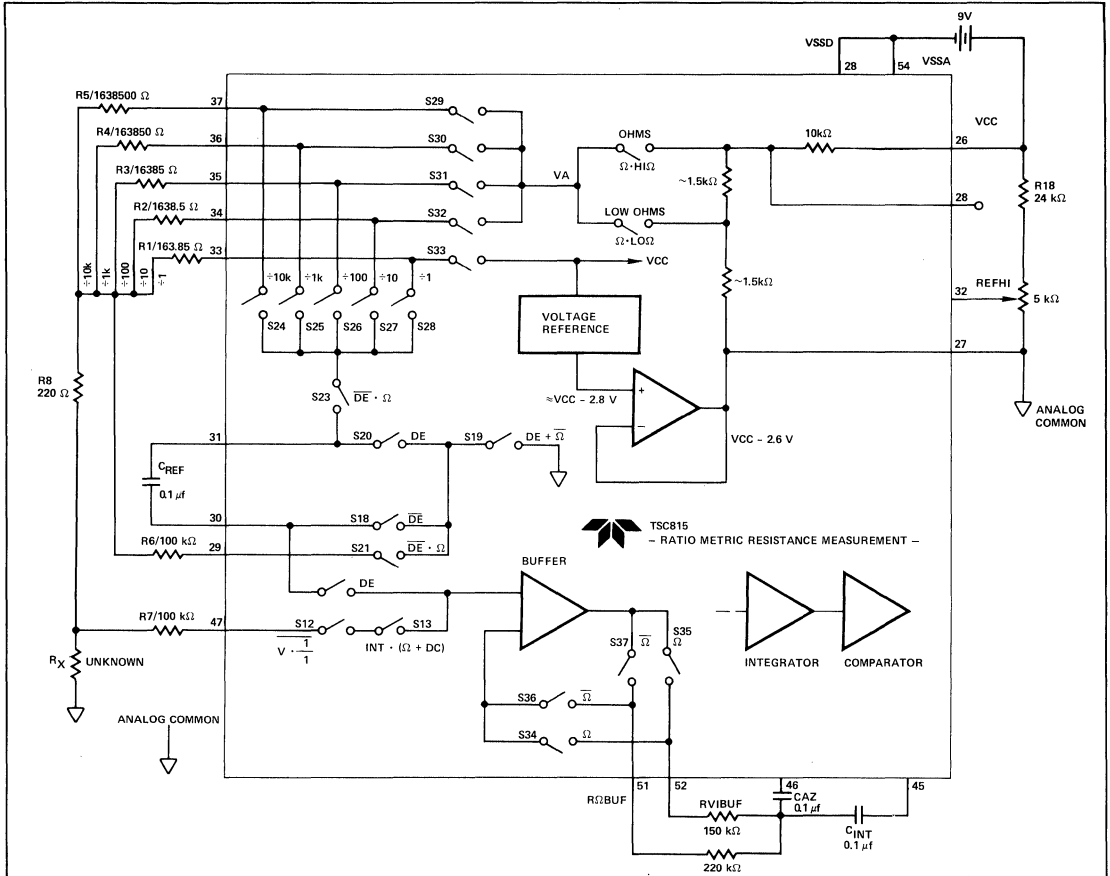 9V
VSSD
VSSA
28
54
R5/1638500 Ω
37
S29
R4/163850 Ω
36
S30
OHMS
Ω·HIΩ
10kΩ
VCC
26
R3/16385 Ω
35
S31
VA
~1.5kΩ
R18
24 kΩ
28
R2/1638.5 Ω
34
S32
LOW OHMS
Ω·LOΩ
R1/163.85 Ω
33
S33
VCC
÷10k
÷1k
÷100
÷10
÷1
÷10k
÷1k
÷100
÷10
÷1
~1.5kΩ
REFHI
32
5 kΩ
S24
S25
S26
S27
S28
VOLTAGE
REFERENCE
27
R8
220 Ω
S23
DE · Ω
≈VCC – 2.8 V
+
–
ANALOG
COMMON
31
S20
DE
S19
DE + Ω
VCC – 2.6 V
CREF
0.1 µf
30
S18
DE
TSC815
– RATIO METRIC RESISTANCE MEASUREMENT –
R6/100 kΩ
29
S21
DE · Ω
BUFFER
DE
R7/100 kΩ
47
S12
S13
V · 1/1
INT · (Ω + DC)
S37
Ω
S35
Ω
INTEGRATOR
COMPARATOR
RX
UNKNOWN
S36
Ω
ANALOG COMMON
S34
Ω
51
52
46
45
RΩBUF
CAZ
0.1 µf
RVIBUF
150 kΩ
CINT
0.1 µf
220 kΩ